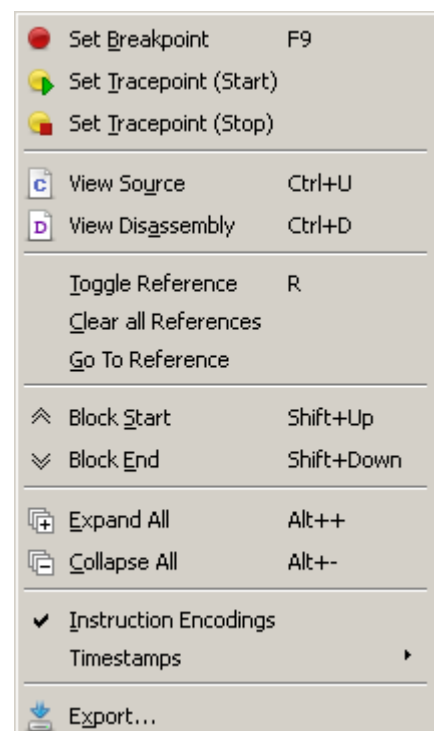 Set Breakpoint F9
Set Tracepoint (Start)
Set Tracepoint (Stop)
C View Source Ctrl+U
D View Disassembly Ctrl+D
Toggle Reference R
Clear all References
Go To Reference
Block Start Shift+Up
Block End Shift+Down
Expand All Alt++
Collapse All Alt+-
Instruction Encodings
Timestamps
Export...